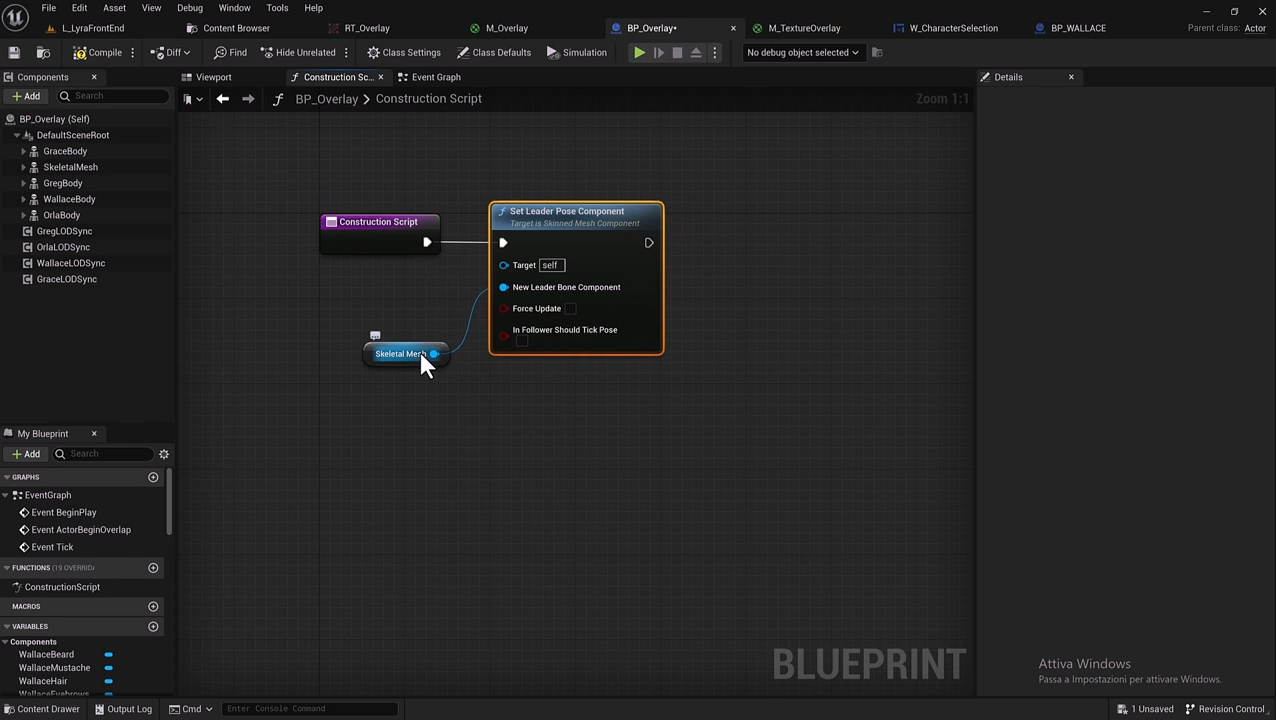 File Edit Asset View Debug Window Tools Help
L_LyraFrontEnd Content Browser RT_Overlay M_Overlay BP_Overlay• M_TextureOverlay W_CharacterSelection BP_WALLACE Parent class: Actor
Compile Diff Find Hide Unrelated Class Settings Class Defaults Simulation No debug object selected
Components Viewport Construction Sc... Event Graph Details
Add Search BP_Overlay Construction Script Zoom 1:1
BP_Overlay (Self)
DefaultSceneRoot
GraceBody
SkeletalMesh
GregBody
WallaceBody
OrlaBody
GregLODSync
OrlaLODSync
WallaceLODSync
GraceLODSync
Construction Script
Set Leader Pose Component
Target is Skinned Mesh Component
Target self
New Leader Bone Component
Force Update
In Follower Should Tick Pose
Skeletal Mesh
My Blueprint
Add Search
GRAPHS
EventGraph
Event BeginPlay
Event ActorBeginOverlap
Event Tick
FUNCTIONS (19 OVERRID
ConstructionScript
MACROS
VARIABLES
Components
WallaceBeard
WallaceMustache
WallaceHair
WallaceEyebrows
BLUEPRINT
Attiva Windows
Passa a Impostazioni per attivare Windows.
Content Drawer Output Log Cmd Enter Console Command 1 Unsaved Revision Control